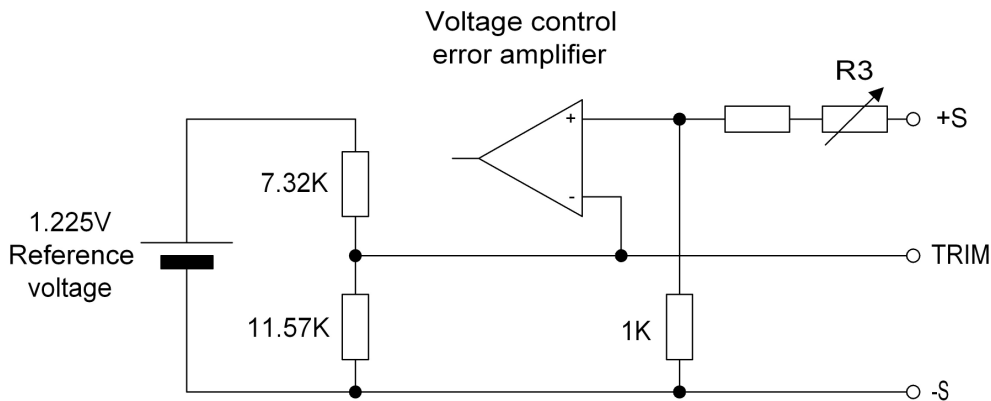 Voltage control
error amplifier
R3
+
+S
7.32K
-
1.225V
Reference
voltage
TRIM
11.57K
1K
-S